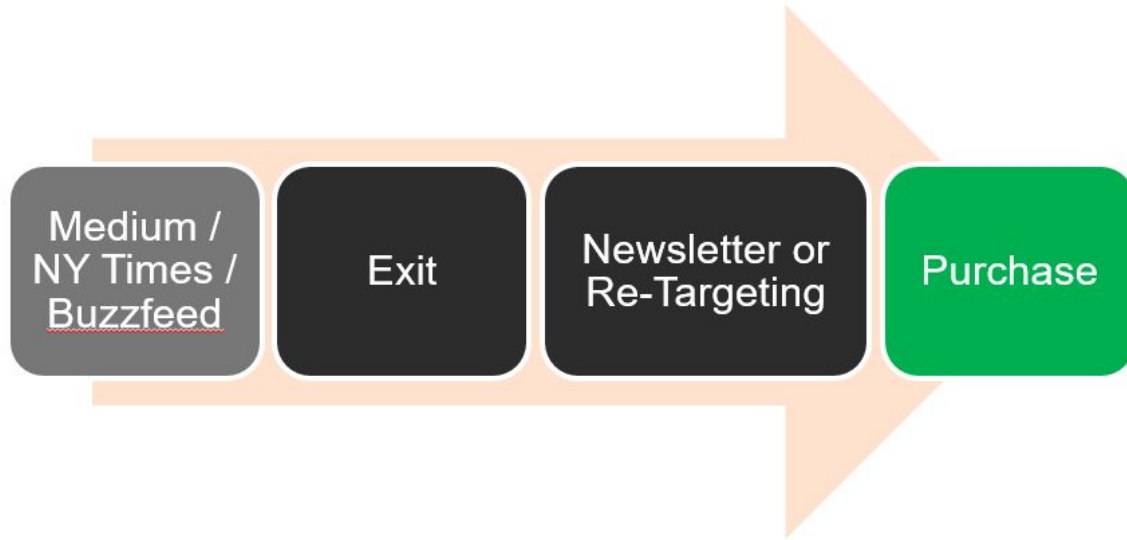 Medium /
NY Times /
Buzzfeed
Exit
Newsletter or
Re-Targeting
Purchase